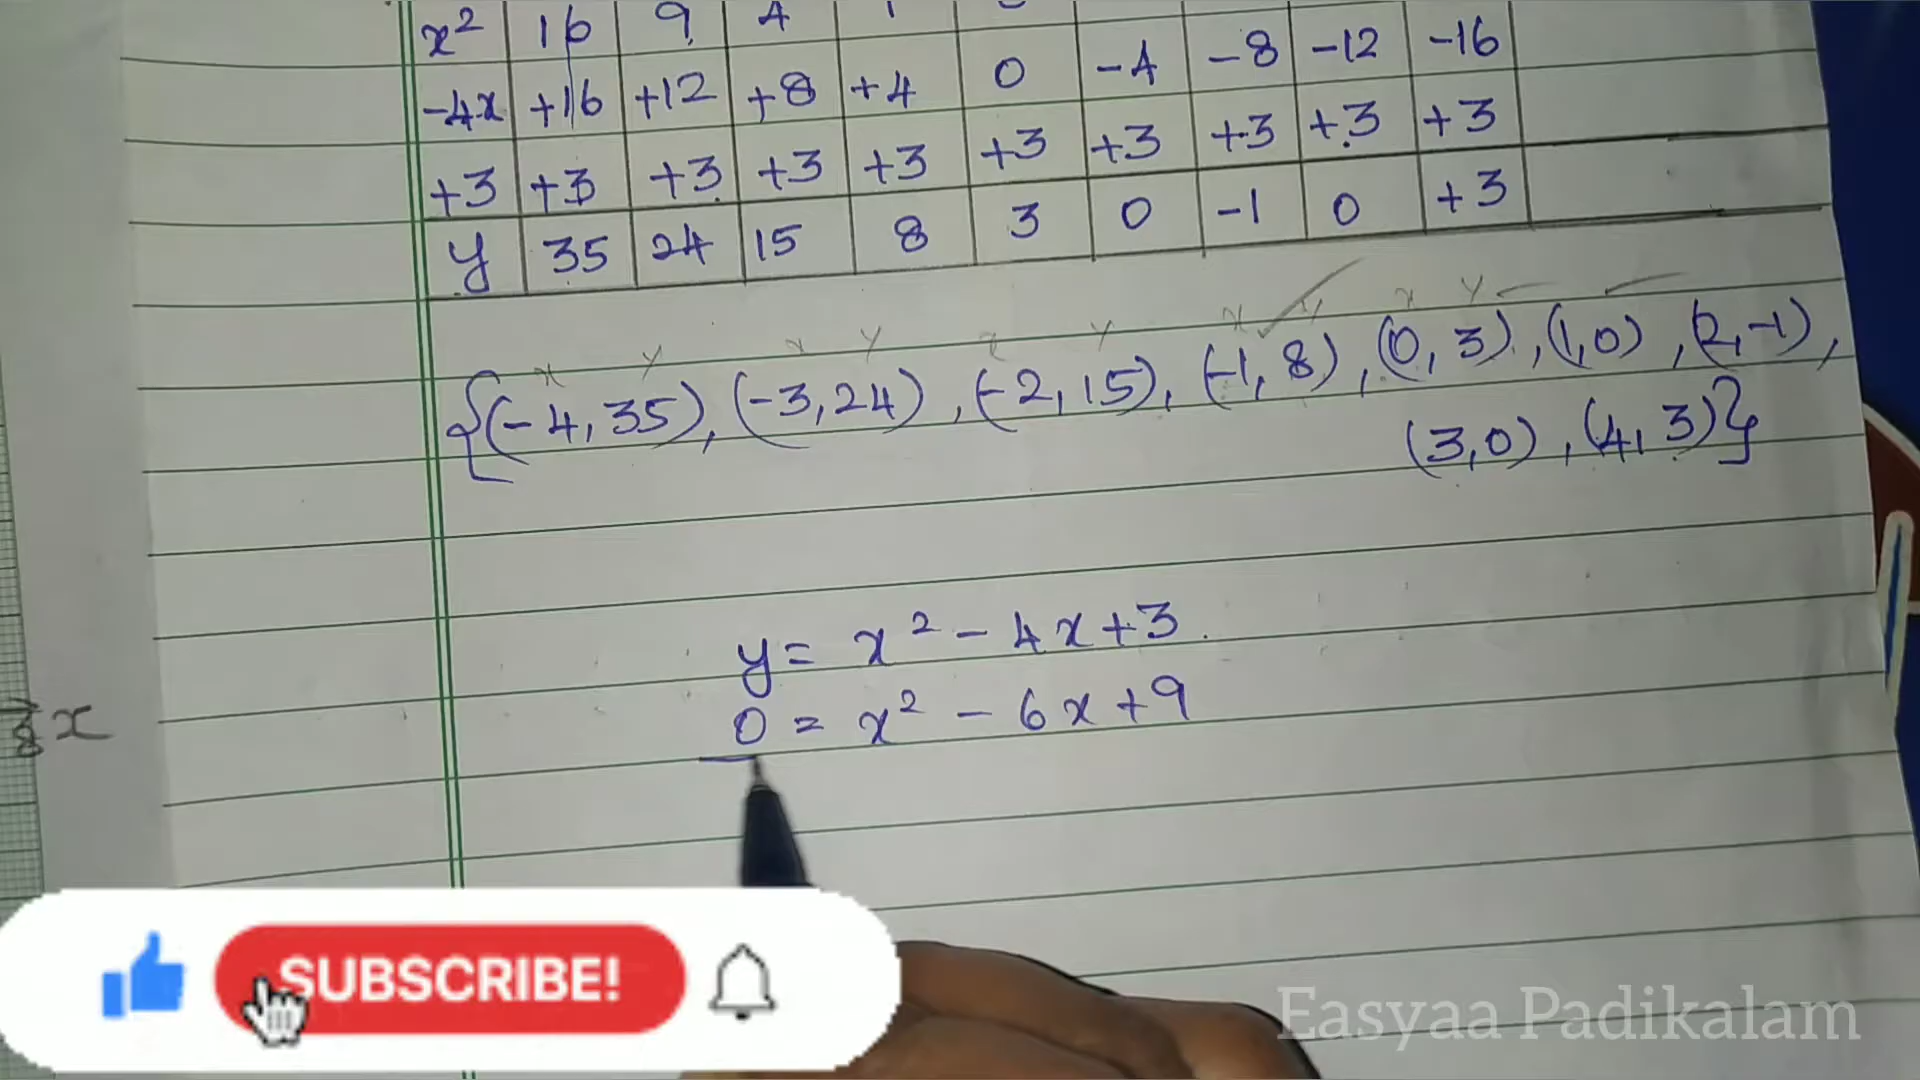 x² 16 9 4 1
-4x +16 +12 +8 +4 0 -4 -8 -12 -16
+3 +3 +3 +3 +3 +3 +3 +3 +3 +3
y 35 24 15 8 3 0 -1 0 +3
x y x y x y x y x y
{(-4,35), (-3,24), (-2,15), (-1,8), (0,3), (1,0), (2,-1),
(3,0), (4,3)}
y = x² - 4x+3
0 = x² - 6x+9
x
SUBSCRIBE!
Easyaa Padikalam